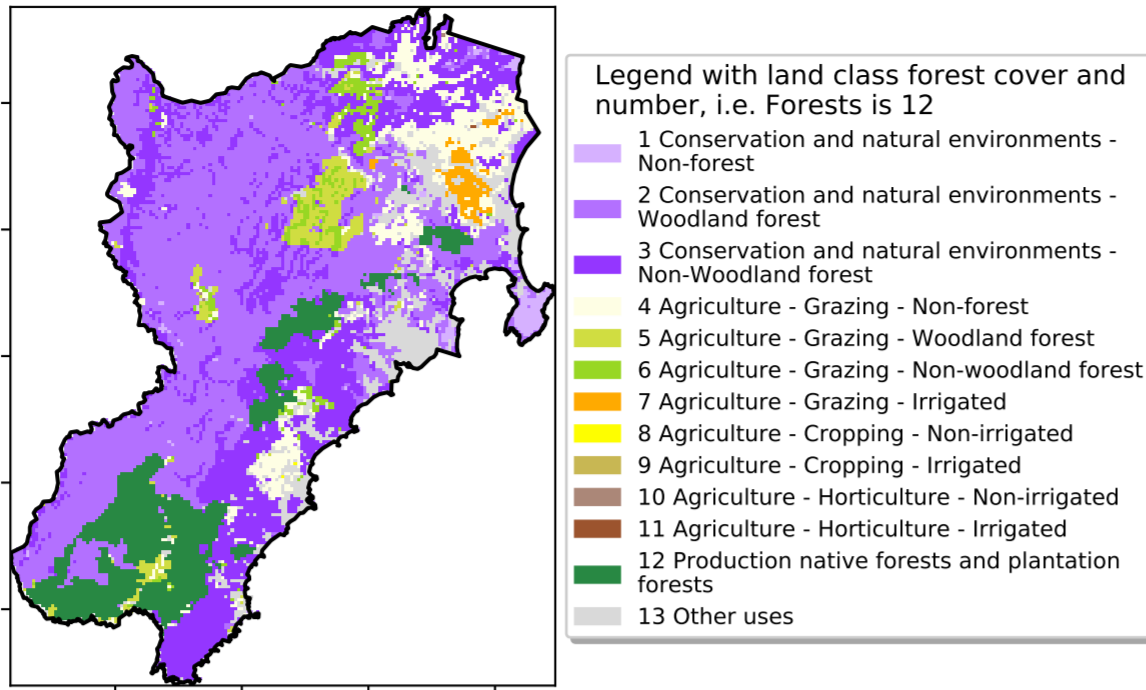 Legend with land class forest cover and
number, i.e. Forests is 12
1 Conservation and natural environments -
Non-forest
2 Conservation and natural environments -
Woodland forest
3 Conservation and natural environments -
Non-Woodland forest
4 Agriculture - Grazing - Non-forest
5 Agriculture - Grazing - Woodland forest
6 Agriculture - Grazing - Non-woodland forest
7 Agriculture - Grazing - Irrigated
8 Agriculture - Cropping - Non-irrigated
9 Agriculture - Cropping - Irrigated
10 Agriculture - Horticulture - Non-irrigated
11 Agriculture - Horticulture - Irrigated
12 Production native forests and plantation
forests
13 Other uses